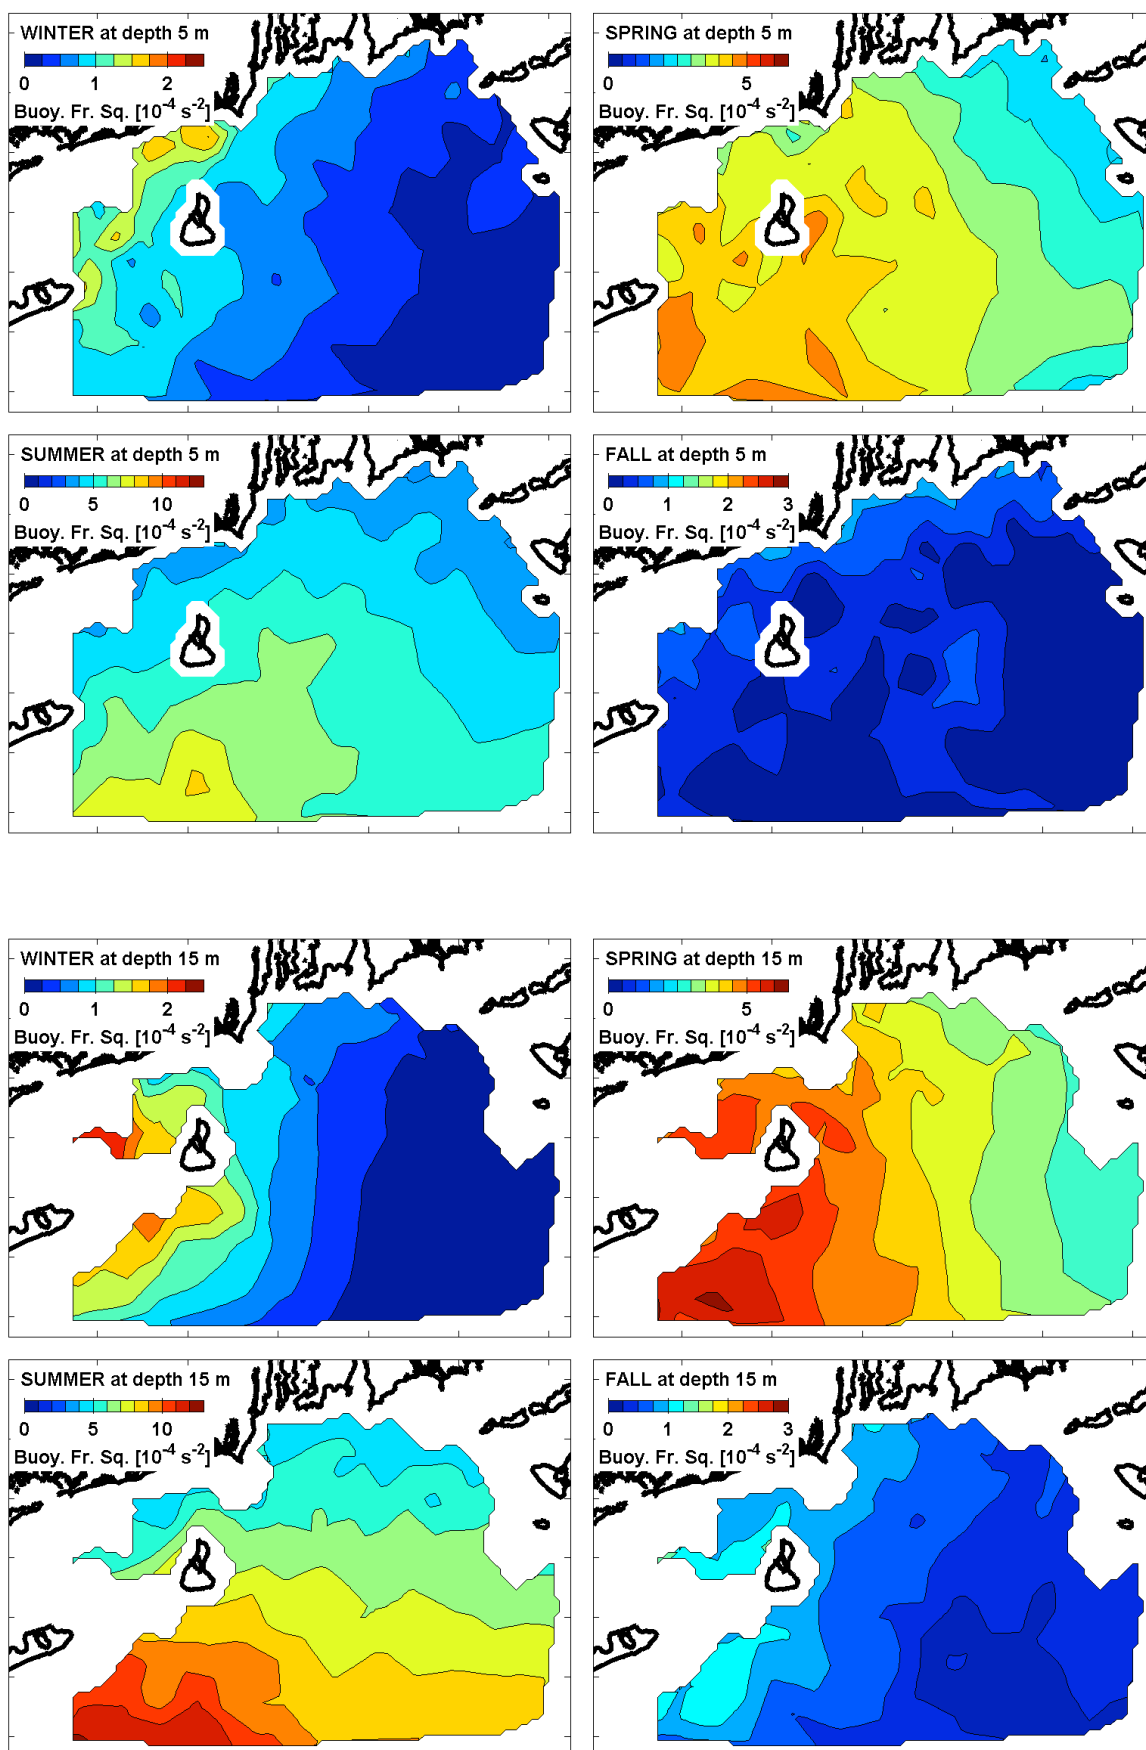 WINTER at depth 5 m
0 1 2
Buoy. Fr. Sq. [10⁻⁴ s⁻²]
SPRING at depth 5 m
0 5
Buoy. Fr. Sq. [10⁻⁴ s⁻²]
SUMMER at depth 5 m
0 5 10
Buoy. Fr. Sq. [10⁻⁴ s⁻²]
FALL at depth 5 m
0 1 2 3
Buoy. Fr. Sq. [10⁻⁴ s⁻²]
WINTER at depth 15 m
0 1 2
Buoy. Fr. Sq. [10⁻⁴ s⁻²]
SPRING at depth 15 m
0 5
Buoy. Fr. Sq. [10⁻⁴ s⁻²]
SUMMER at depth 15 m
0 5 10
Buoy. Fr. Sq. [10⁻⁴ s⁻²]
FALL at depth 15 m
0 1 2 3
Buoy. Fr. Sq. [10⁻⁴ s⁻²]